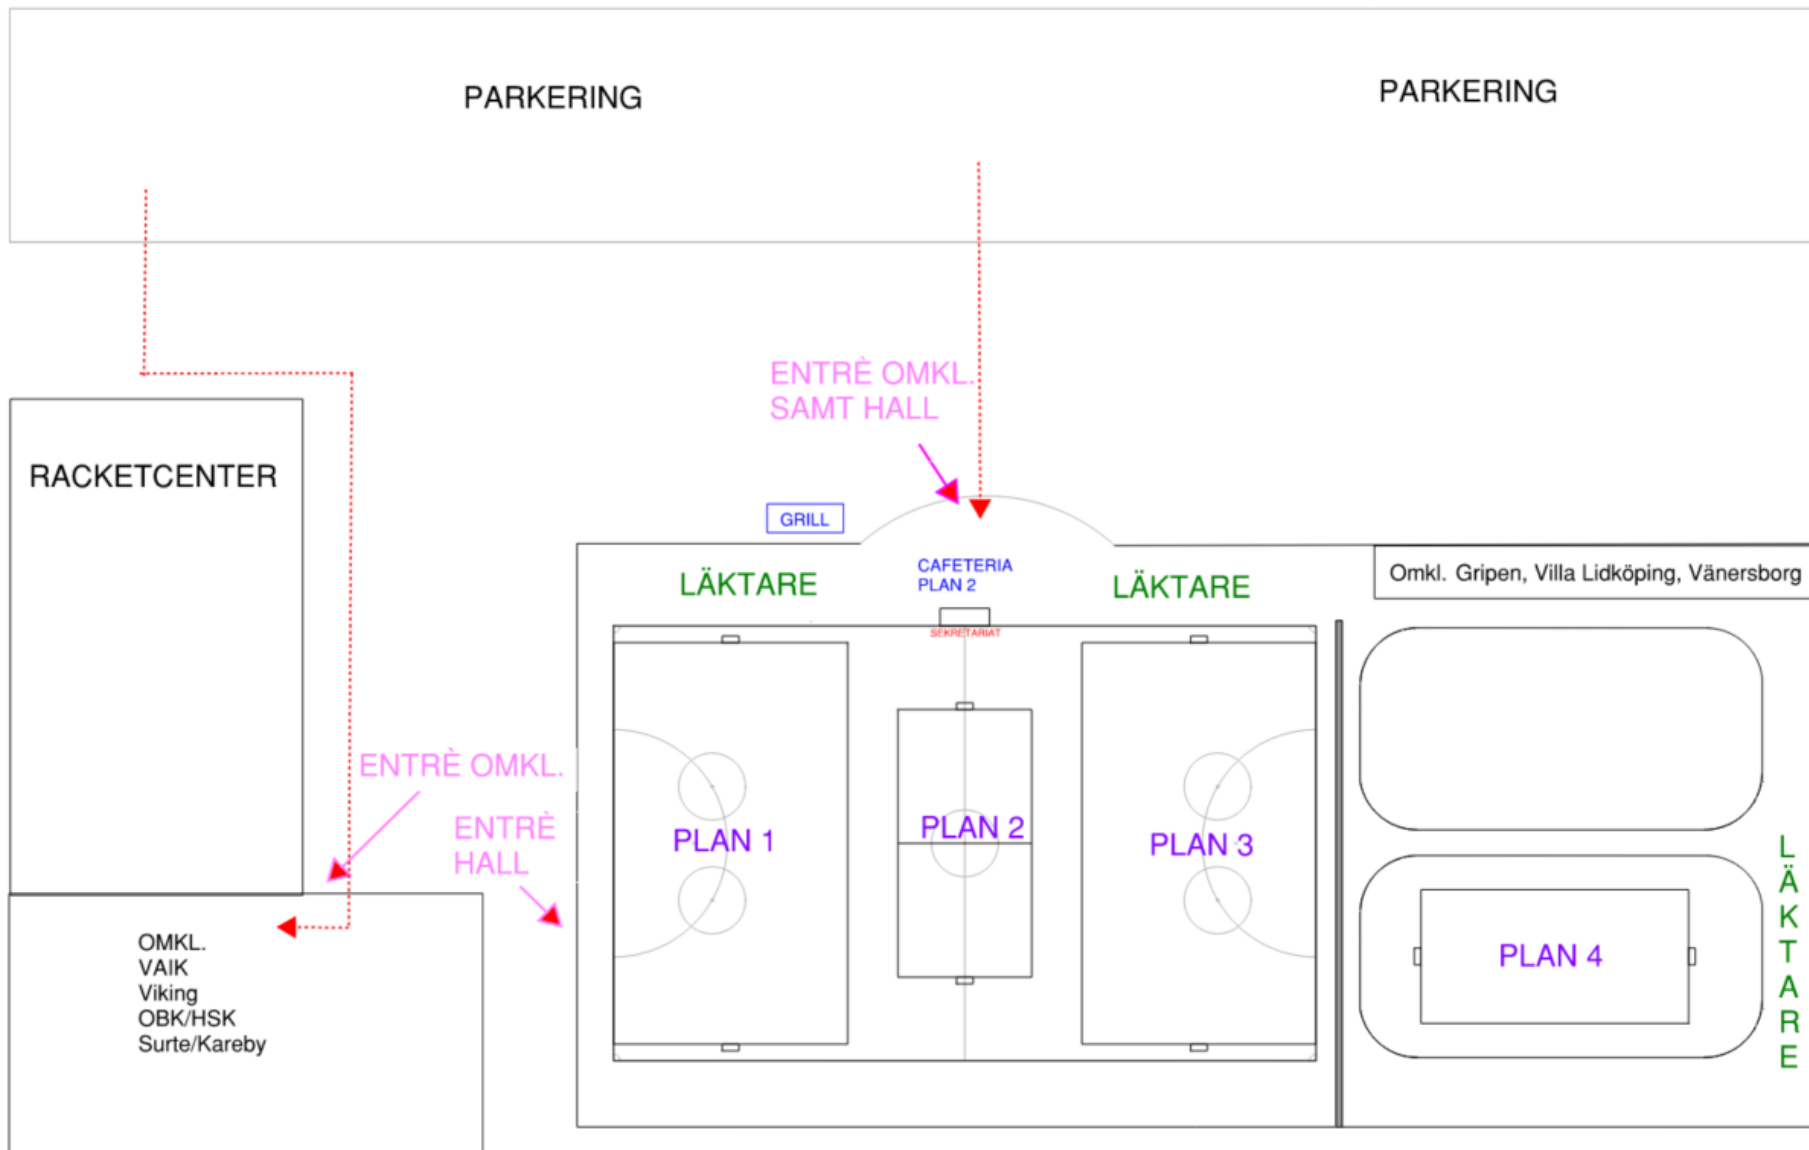 PARKERING
PARKERING
ENTRÈ OMKL.
SAMT HALL
RACKETCENTER
GRILL
CAFETERIA
PLAN 2
LÄKTARE
LÄKTARE
Omkl. Gripen, Villa Lidköping, Vänersborg
SEKRETARIAT
ENTRÈ OMKL.
ENTRÈ
HALL
PLAN 1
PLAN 2
PLAN 3
LÄKTARE
PLAN 4
OMKL.
VAIK
Viking
OBK/HSK
Surte/Kareby